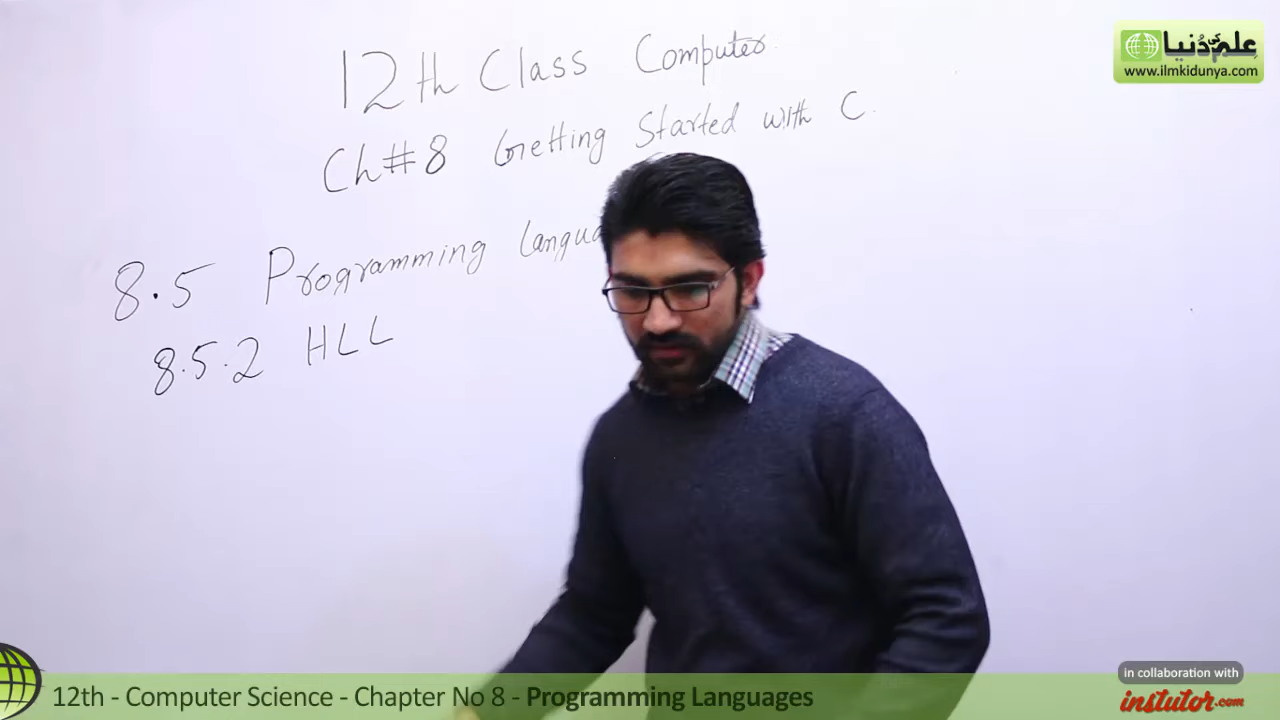 12th Class Computer.
Ch#8 Getting Started with C.
8.5 Programming Langua
8.5.2 HLL
علم کی دنیا
www.ilmkidunya.com
12th - Computer Science - Chapter No 8 - Programming Languages
in collaboration with
instutor.com